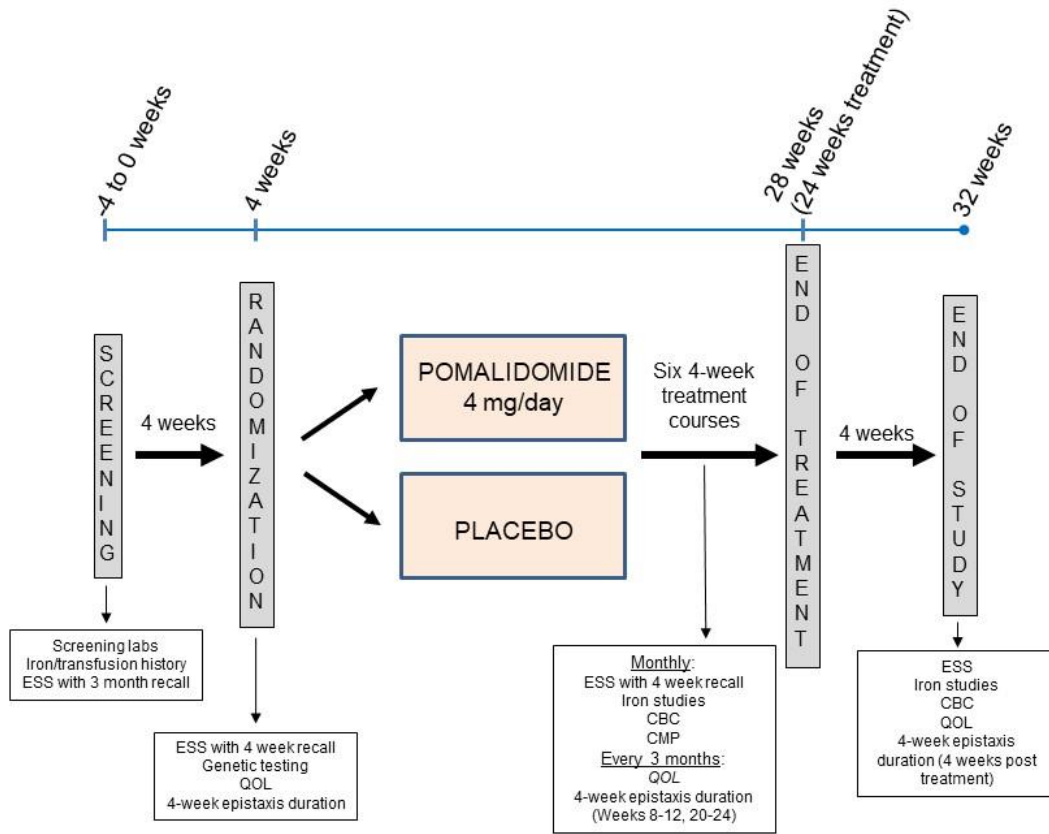 -4 to 0 weeks
4 weeks
28 weeks
(24 weeks treatment)
32 weeks
SCREENING
4 weeks
RANDOMIZATION
POMALIDOMIDE
4 mg/day
PLACEBO
Six 4-week
treatment
courses
END OF TREATMENT
4 weeks
END OF STUDY
Screening labs
Iron/transfusion history
ESS with 3 month recall
ESS with 4 week recall
Genetic testing
QOL
4-week epistaxis duration
Monthly:
ESS with 4 week recall
Iron studies
CBC
CMP
Every 3 months:
QOL
4-week epistaxis duration
(Weeks 8-12, 20-24)
ESS
Iron studies
CBC
QOL
4-week epistaxis
duration (4 weeks post
treatment)